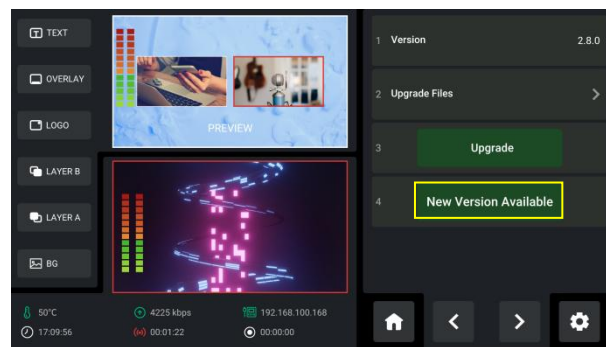 TEXT
OVERLAY
LOGO
LAYER B
LAYER A
BG
PREVIEW
50°C
4225 kbps
192.168.100.168
17:09:56
00:01:22
00:00:00
1 Version 2.8.0
2 Upgrade Files
3 Upgrade
4 New Version Available